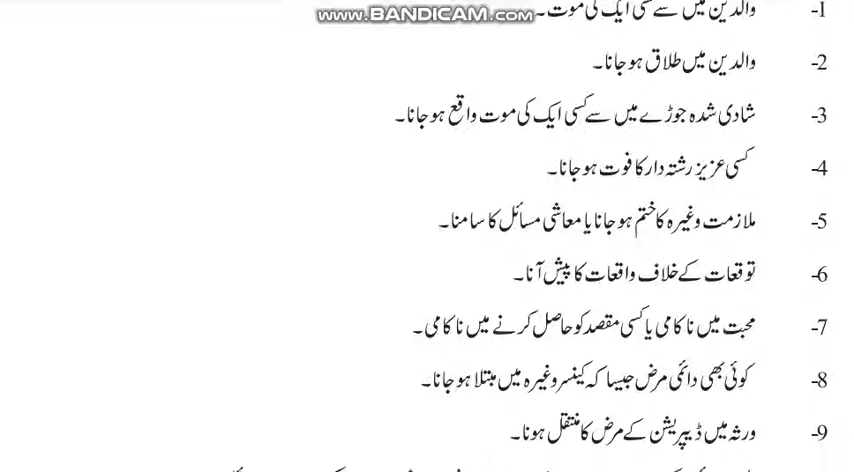 www.BANDICAM.com
1- والدین میں سے کسی ایک کی موت۔
2- والدین میں طلاق ہو جانا۔
3- شادی شدہ جوڑے میں سے کسی ایک کی موت واقع ہو جانا۔
4- کسی عزیز رشتہ دار کا فوت ہو جانا۔
5- ملازمت وغیرہ کا ختم ہو جانا یا معاشی مسائل کا سامنا۔
6- توقعات کے خلاف واقعات کا پیش آنا۔
7- محبت میں ناکامی یا کسی مقصد کو حاصل کرنے میں ناکامی۔
8- کوئی بھی دائمی مرض جیسا کہ کینسر وغیرہ میں مبتلا ہو جانا۔
9- ورثہ میں ڈیپریشن کے مرض کا منتقل ہونا۔